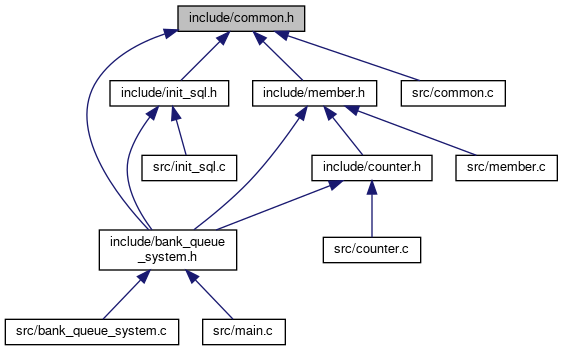 include/common.h
include/init_sql.h
include/member.h
src/common.c
src/init_sql.c
include/counter.h
src/member.c
include/bank_queue
_system.h
src/counter.c
src/bank_queue_system.c
src/main.c